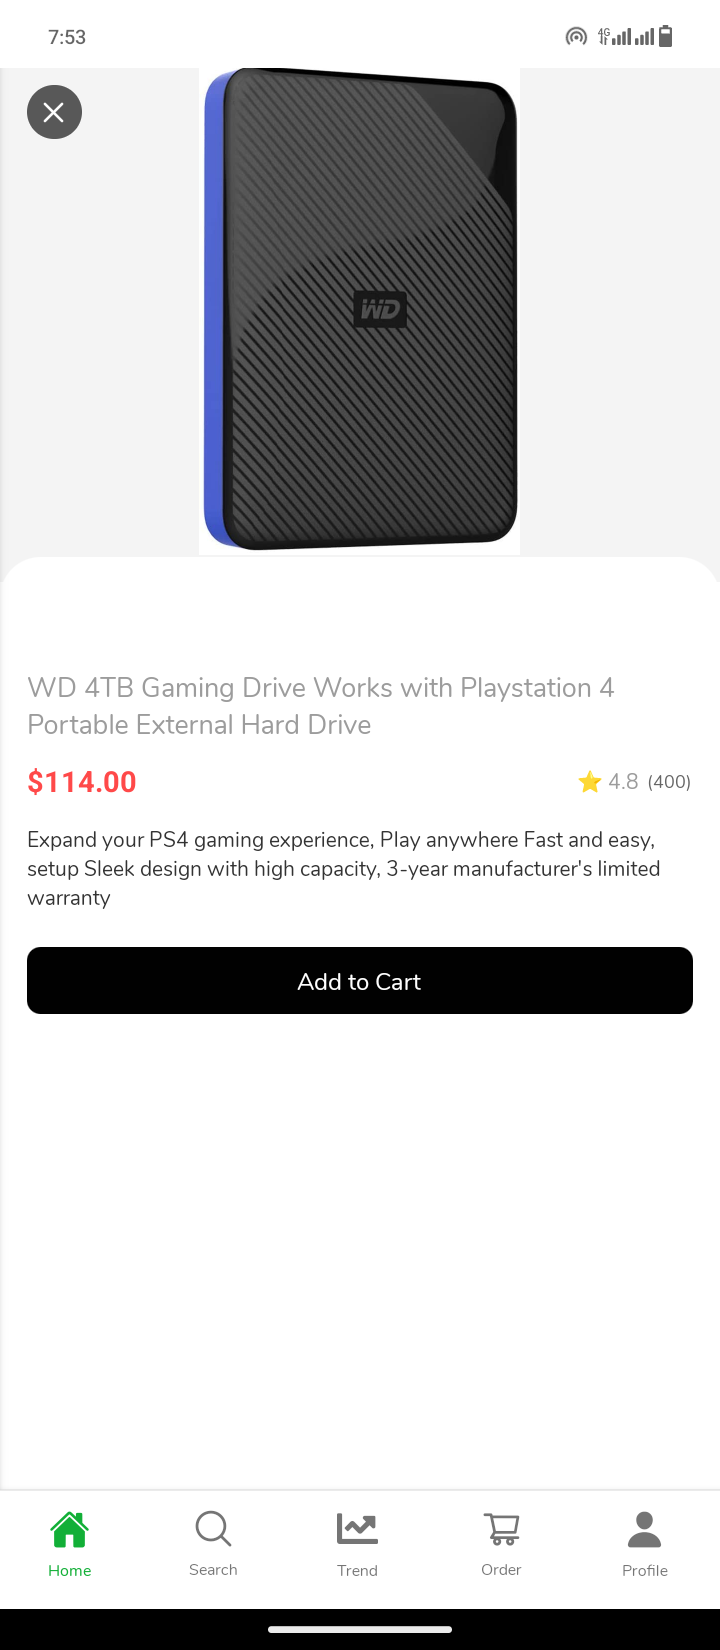 7:53
4G
WD
WD 4TB Gaming Drive Works with Playstation 4
Portable External Hard Drive
$114.00
4.8 (400)
Expand your PS4 gaming experience, Play anywhere Fast and easy,
setup Sleek design with high capacity, 3-year manufacturer's limited
warranty
Add to Cart
Home
Search
Trend
Order
Profile